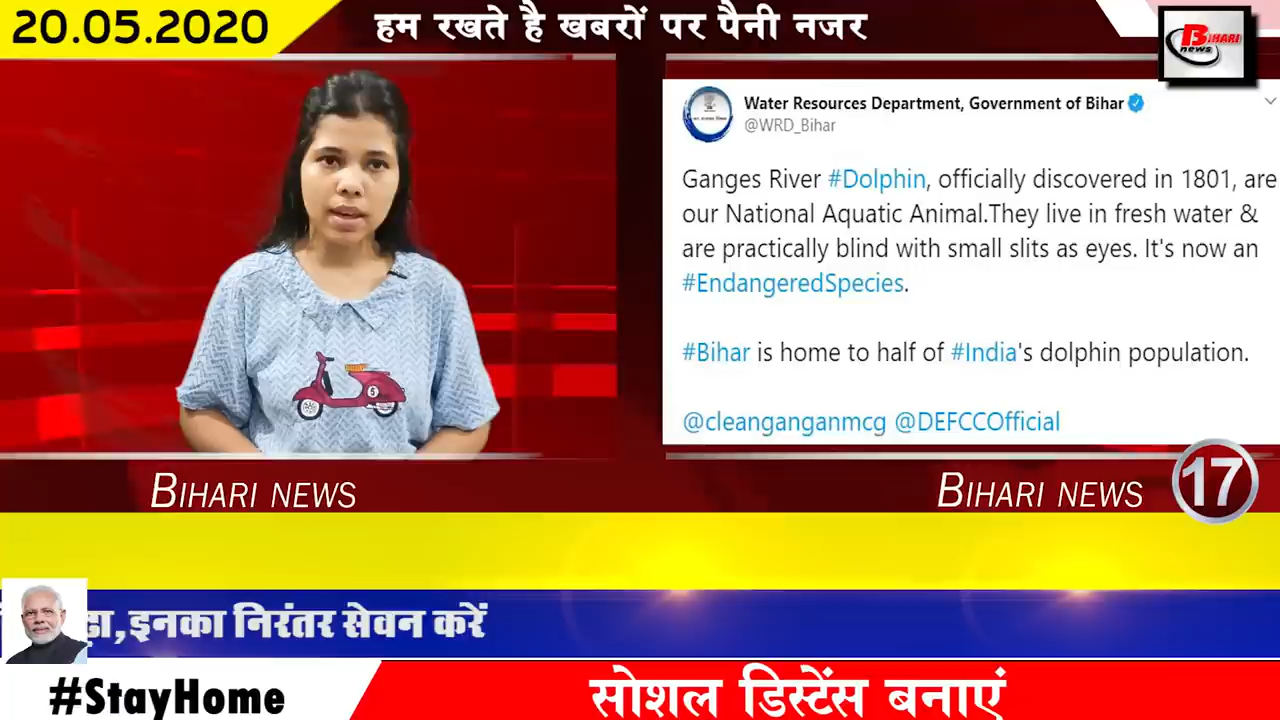 20.05.2020
हम रखते है खबरों पर पैनी नजर
BIHARI
news
Water Resources Department, Government of Bihar
@WRD_Bihar
Ganges River #Dolphin, officially discovered in 1801, are
our National Aquatic Animal.They live in fresh water &
are practically blind with small slits as eyes. It's now an
#EndangeredSpecies.
#Bihar is home to half of #India's dolphin population.
@cleanganganmcg @DEFCCOfficial
5
BIHARI NEWS
BIHARI NEWS
17
इनका निरंतर सेवन करें
#StayHome
सोशल डिस्टेंस बनाएं